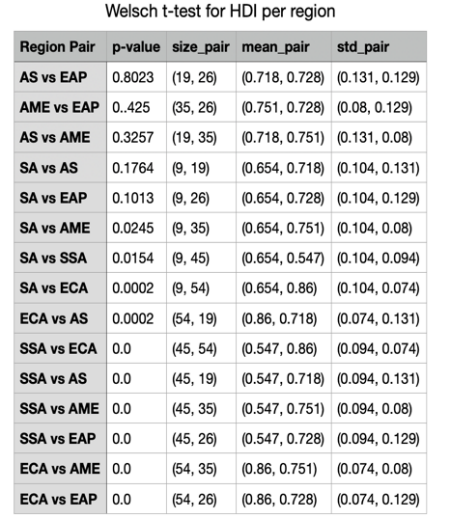 Welsch t-test for HDI per region
Region Pair p-value size_pair mean_pair std_pair
AS vs EAP 0.8023 (19, 26) (0.718, 0.728) (0.131, 0.129)
AME vs EAP 0..425 (35, 26) (0.751, 0.728) (0.08, 0.129)
AS vs AME 0.3257 (19, 35) (0.718, 0.751) (0.131, 0.08)
SA vs AS 0.1764 (9, 19) (0.654, 0.718) (0.104, 0.131)
SA vs EAP 0.1013 (9, 26) (0.654, 0.728) (0.104, 0.129)
SA vs AME 0.0245 (9, 35) (0.654, 0.751) (0.104, 0.08)
SA vs SSA 0.0154 (9, 45) (0.654, 0.547) (0.104, 0.094)
SA vs ECA 0.0002 (9, 54) (0.654, 0.86) (0.104, 0.074)
ECA vs AS 0.0002 (54, 19) (0.86, 0.718) (0.074, 0.131)
SSA vs ECA 0.0 (45, 54) (0.547, 0.86) (0.094, 0.074)
SSA vs AS 0.0 (45, 19) (0.547, 0.718) (0.094, 0.131)
SSA vs AME 0.0 (45, 35) (0.547, 0.751) (0.094, 0.08)
SSA vs EAP 0.0 (45, 26) (0.547, 0.728) (0.094, 0.129)
ECA vs AME 0.0 (54, 35) (0.86, 0.751) (0.074, 0.08)
ECA vs EAP 0.0 (54, 26) (0.86, 0.728) (0.074, 0.129)